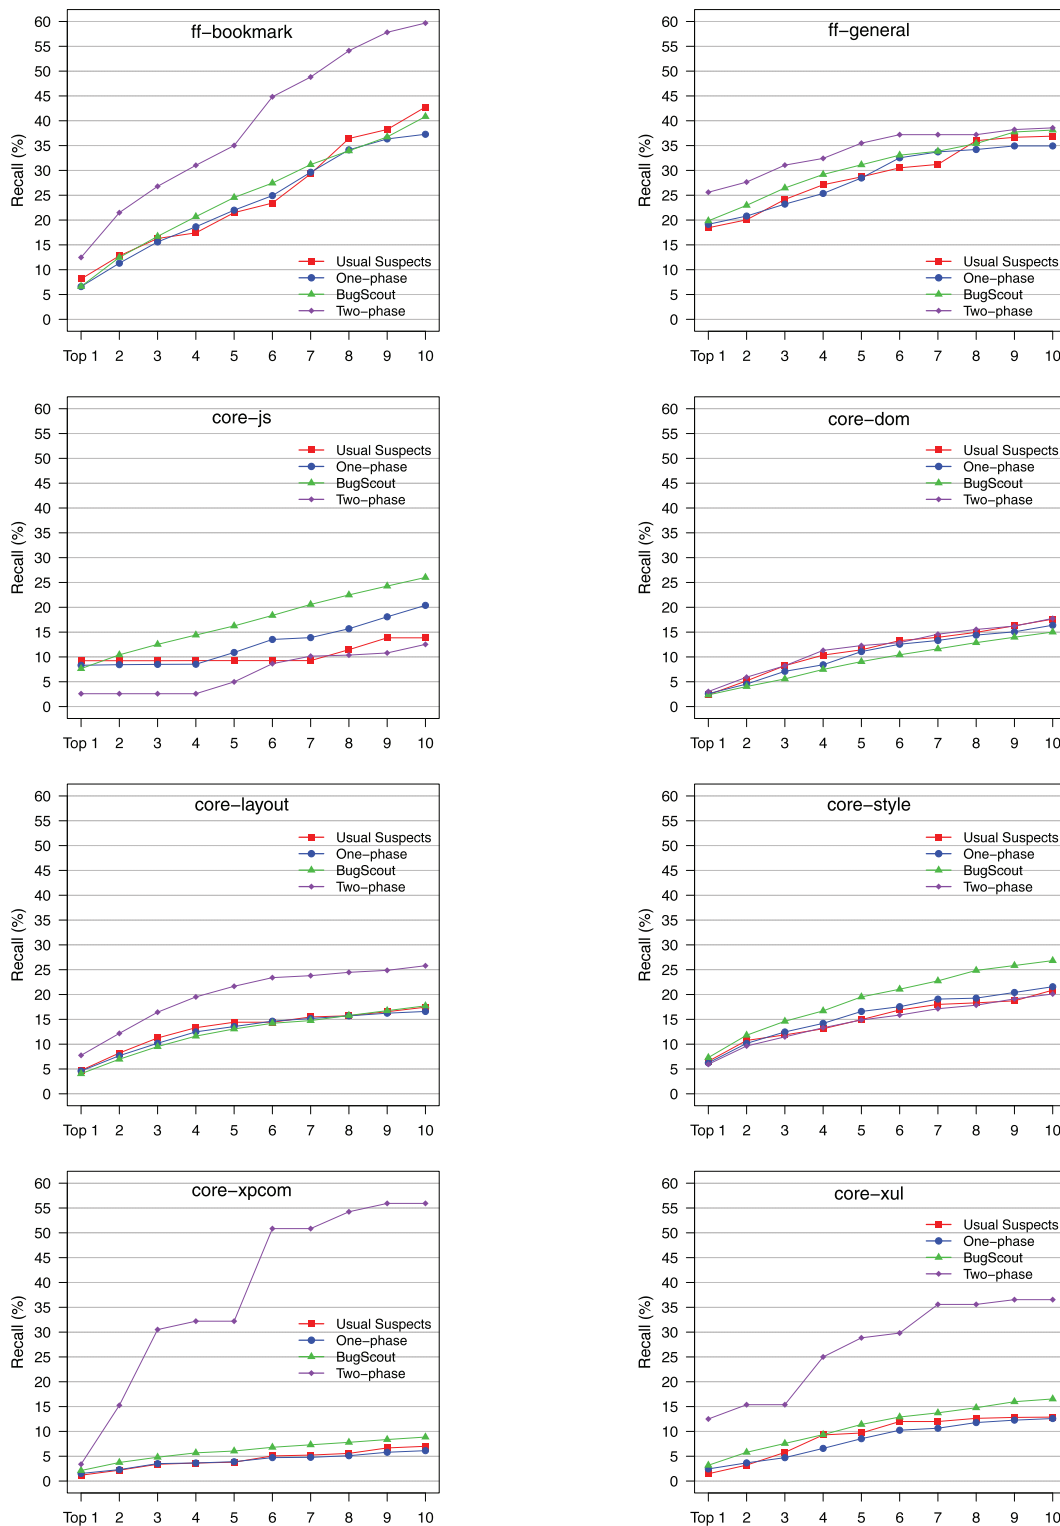 ff−bookmark
Recall (%)
60
55
50
45
40
35
30
25
20
15
10
5
0
Usual Suspects
One−phase
BugScout
Two−phase
Top 1 2 3 4 5 6 7 8 9 10
ff−general
Recall (%)
60
55
50
45
40
35
30
25
20
15
10
5
0
Usual Suspects
One−phase
BugScout
Two−phase
Top 1 2 3 4 5 6 7 8 9 10
core−js
Recall (%)
60
55
50
45
40
35
30
25
20
15
10
5
0
Usual Suspects
One−phase
BugScout
Two−phase
Top 1 2 3 4 5 6 7 8 9 10
core−dom
Recall (%)
60
55
50
45
40
35
30
25
20
15
10
5
0
Usual Suspects
One−phase
BugScout
Two−phase
Top 1 2 3 4 5 6 7 8 9 10
core−layout
Recall (%)
60
55
50
45
40
35
30
25
20
15
10
5
0
Usual Suspects
One−phase
BugScout
Two−phase
Top 1 2 3 4 5 6 7 8 9 10
core−style
Recall (%)
60
55
50
45
40
35
30
25
20
15
10
5
0
Usual Suspects
One−phase
BugScout
Two−phase
Top 1 2 3 4 5 6 7 8 9 10
core−xpcom
Recall (%)
60
55
50
45
40
35
30
25
20
15
10
5
0
Usual Suspects
One−phase
BugScout
Two−phase
Top 1 2 3 4 5 6 7 8 9 10
core−xul
Recall (%)
60
55
50
45
40
35
30
25
20
15
10
5
0
Usual Suspects
One−phase
BugScout
Two−phase
Top 1 2 3 4 5 6 7 8 9 10